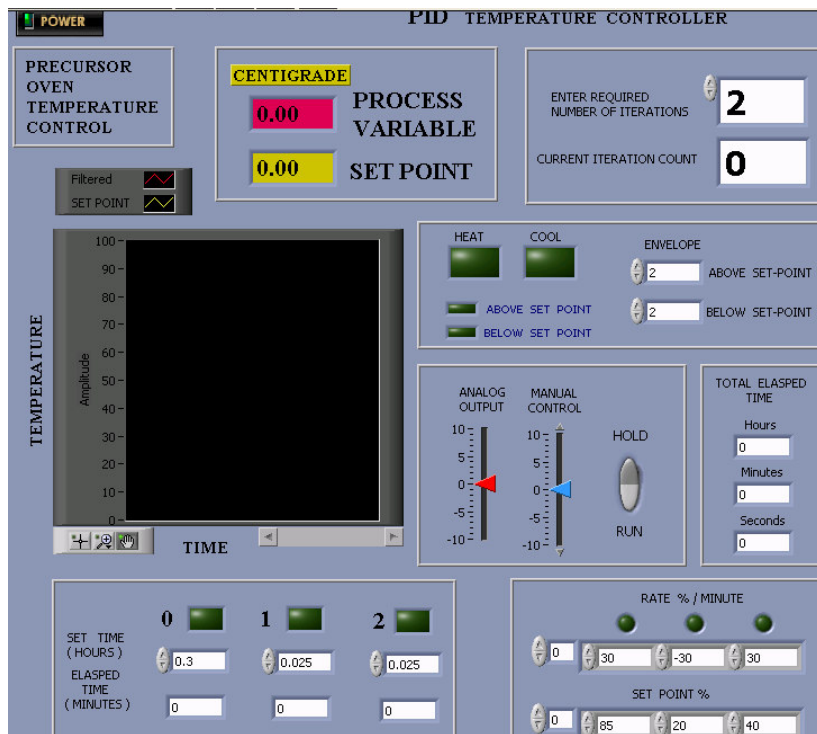 POWER
PID TEMPERATURE CONTROLLER
PRECURSOR
OVEN
TEMPERATURE
CONTROL
CENTIGRADE
0.00
PROCESS
VARIABLE
0.00
SET POINT
ENTER REQUIRED
NUMBER OF ITERATIONS
2
CURRENT ITERATION COUNT
0
Filtered
SET POINT
TEMPERATURE
Amplitude
100
90
80
70
60
50
40
30
20
10
0
TIME
HEAT
COOL
ENVELOPE
2
ABOVE SET-POINT
2
BELOW SET-POINT
ABOVE SET POINT
BELOW SET POINT
ANALOG
OUTPUT
10
5
0
-5
-10
MANUAL
CONTROL
10
5
0
-5
-10
HOLD
RUN
TOTAL ELASPED
TIME
Hours
0
Minutes
0
Seconds
0
0 1 2
SET TIME
( HOURS )
0.3 0.025 0.025
ELASPED
TIME
( MINUTES )
0 0 0
RATE % / MINUTE
0 30 -30 30
SET POINT %
0 85 20 40